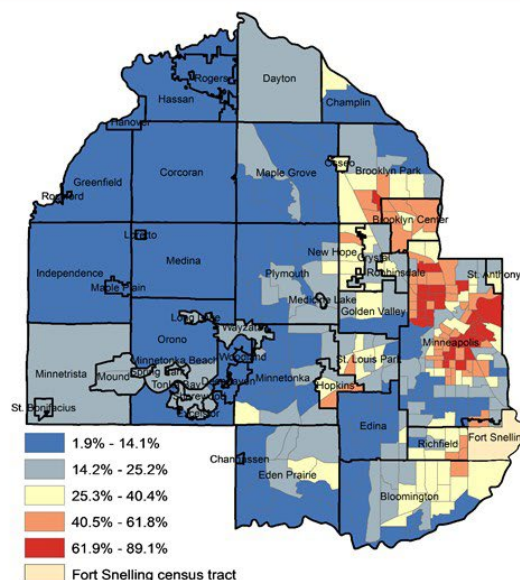 Rogers
Dayton
Hassan
Champlin
Hanover
Osseo
Corcoran
Maple Grove
Brooklyn Park
Greenfield
Rockford
Brooklyn Center
Loretto
New Hope
Crystal
Robbinsdale
Medina
St. Anthony
Independence
Plymouth
Maple Plain
Medicine Lake
Golden Valley
Long Lake
Wayzata
Orono
Minneapolis
Minnetonka Beach
Woodland
St. Louis Park
Minnetrista
Spring Park
Mound
Tonka Bay
Deephaven
Minnetonka
Hopkins
Shorewood
St. Bonifacius
Excelsior
Edina
Richfield
Fort Snelling
Chanhassen
Eden Prairie
Bloomington
1.9% - 14.1%
14.2% - 25.2%
25.3% - 40.4%
40.5% - 61.8%
61.9% - 89.1%
Fort Snelling census tract